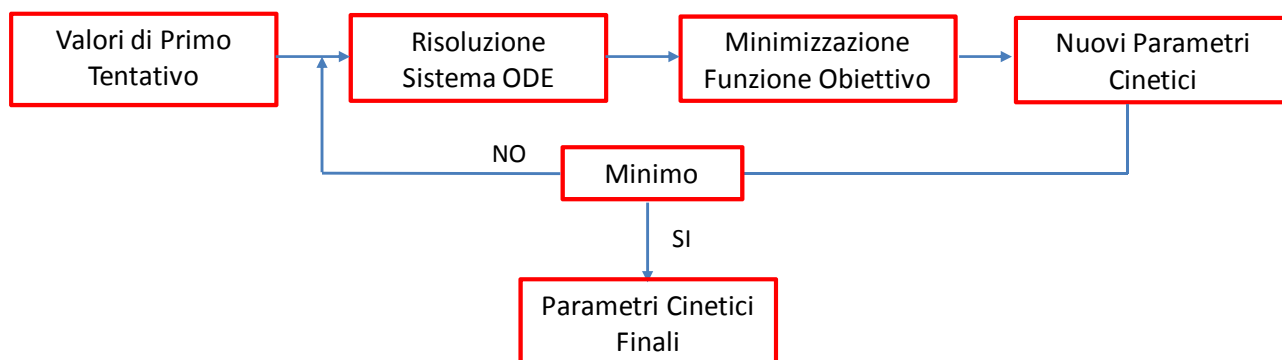 Valori di Primo
Tentativo
Risoluzione
Sistema ODE
Minimizzazione
Funzione Obiettivo
Nuovi Parametri
Cinetici
NO
Minimo
SI
Parametri Cinetici
Finali